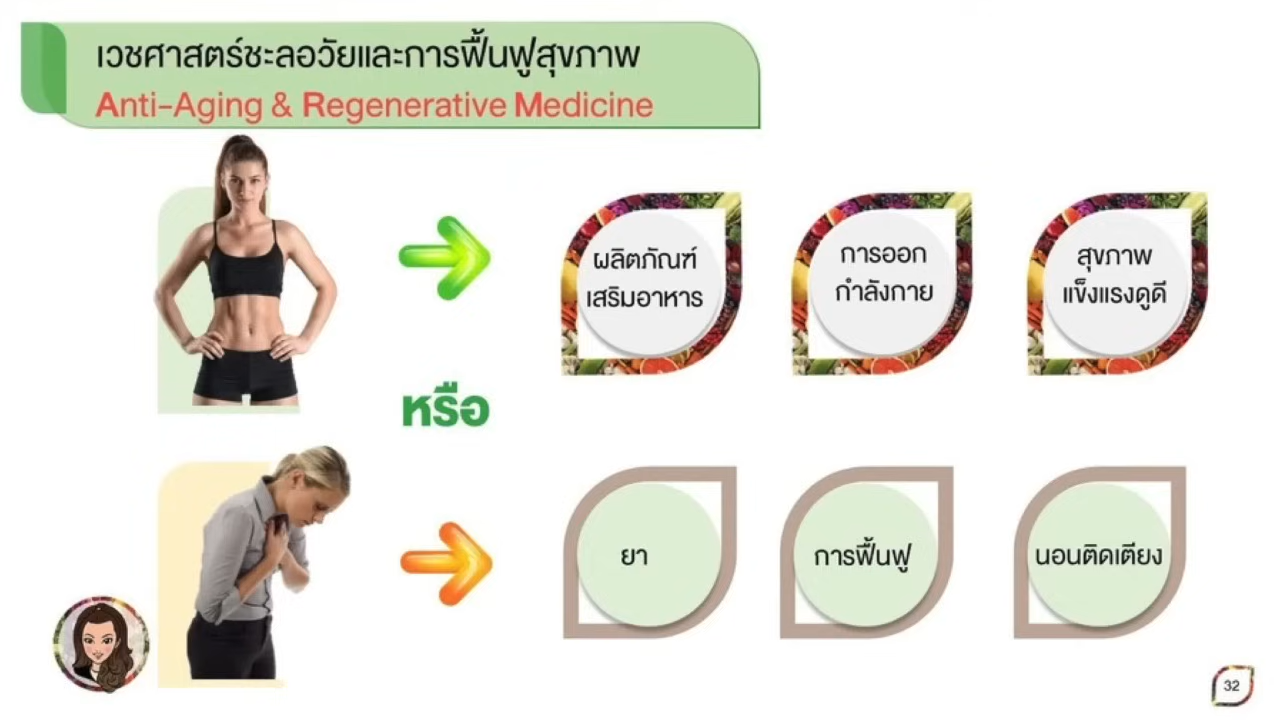 เวชศาสตร์ชะลอวัยและการฟื้นฟูสุขภาพ
Anti-Aging & Regenerative Medicine
ผลิตภัณฑ์
เสริมอาหาร
การออก
กำลังกาย
สุขภาพ
แข็งแรงดูดี
หรือ
ยา
การฟื้นฟู
นอนติดเตียง
32